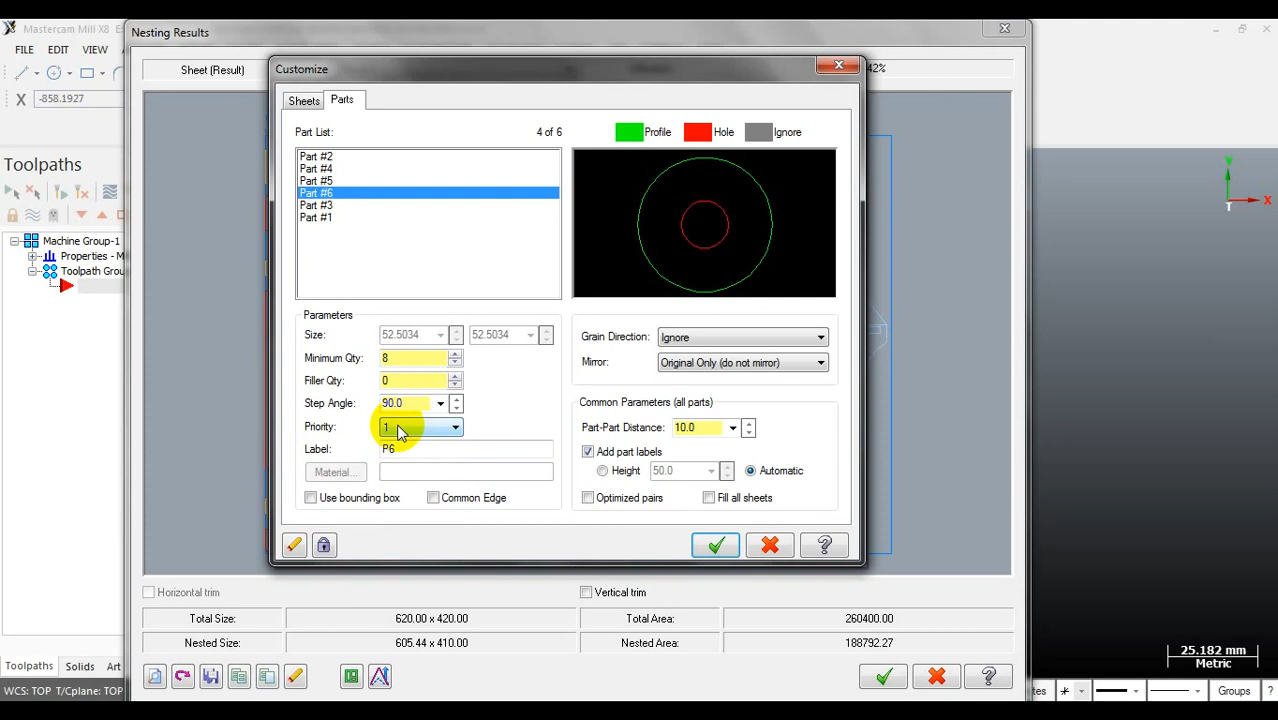 Mastercam Mill X8
Nesting Results
FILE EDIT VIEW
Sheet (Result)
42%
X -858.1927
Customize
Sheets Parts
Part List: 4 of 6 Profile Hole Ignore
Part #2
Part #4
Part #5
Part #6
Part #3
Part #1
Toolpaths
Machine Group-1
Properties - M
Toolpath Grou
Y
X
T
Parameters
Size: 52.5034 52.5034
Minimum Qty: 8
Filler Qty: 0
Step Angle: 90.0
Priority: 1
Label: P6
Material...
Use bounding box Common Edge
Grain Direction: Ignore
Mirror: Original Only (do not mirror)
Common Parameters (all parts)
Part-Part Distance: 10.0
Add part labels
Height 50.0 Automatic
Optimized pairs Fill all sheets
Horizontal trim Vertical trim
Total Size: 620.00 x 420.00 Total Area: 260400.00
Nested Size: 605.44 x 410.00 Nested Area: 188792.27
25.182 mm
Metric
Toolpaths Solids Art
WCS: TOP T/Cplane: TOP
tes Groups ?